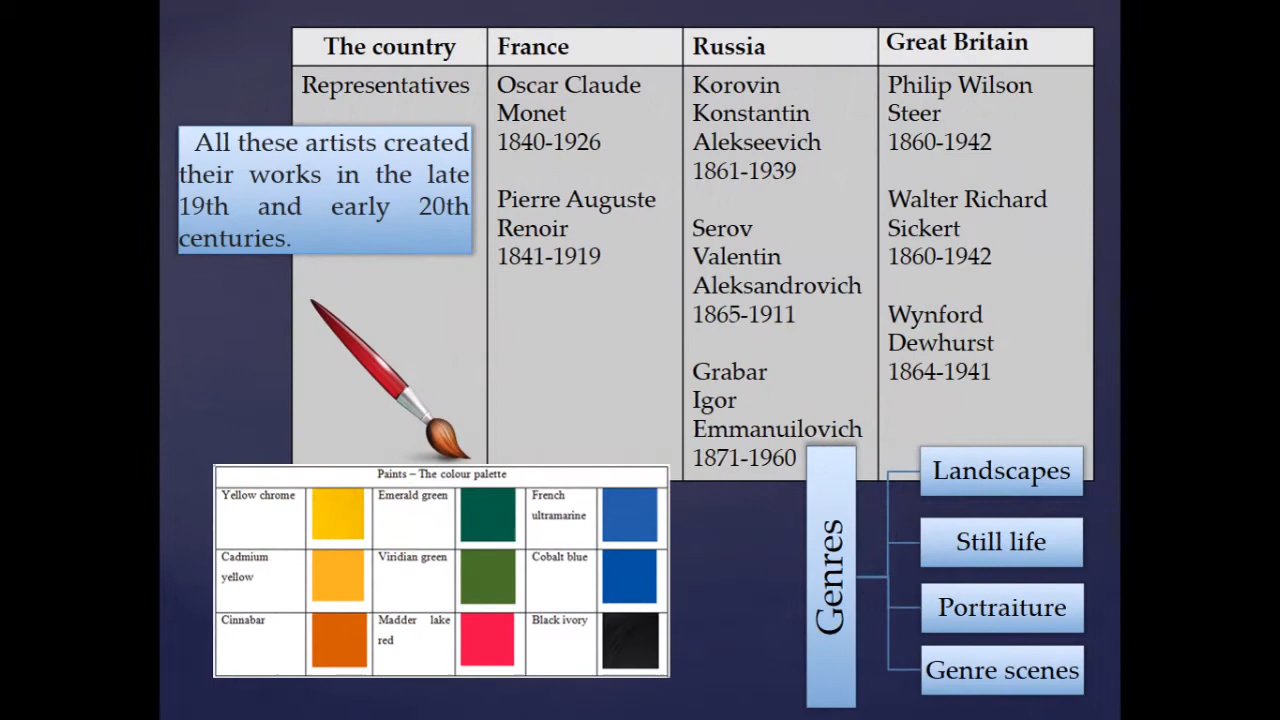 The country
France
Russia
Great Britain
Representatives
Oscar Claude
Monet
1840-1926
Pierre Auguste
Renoir
1841-1919
Korovin
Konstantin
Alekseevich
1861-1939
Serov
Valentin
Aleksandrovich
1865-1911
Grabar
Igor
Emmanuilovich
1871-1960
Philip Wilson
Steer
1860-1942
Walter Richard
Sickert
1860-1942
Wynford
Dewhurst
1864-1941
All these artists created
their works in the late
19th and early 20th
centuries.
Paints – The colour palette
Yellow chrome
Emerald green
French
ultramarine
Cadmium
yellow
Viridian green
Cobalt blue
Cinnabar
Madder lake
red
Black ivory
Genres
Landscapes
Still life
Portraiture
Genre scenes